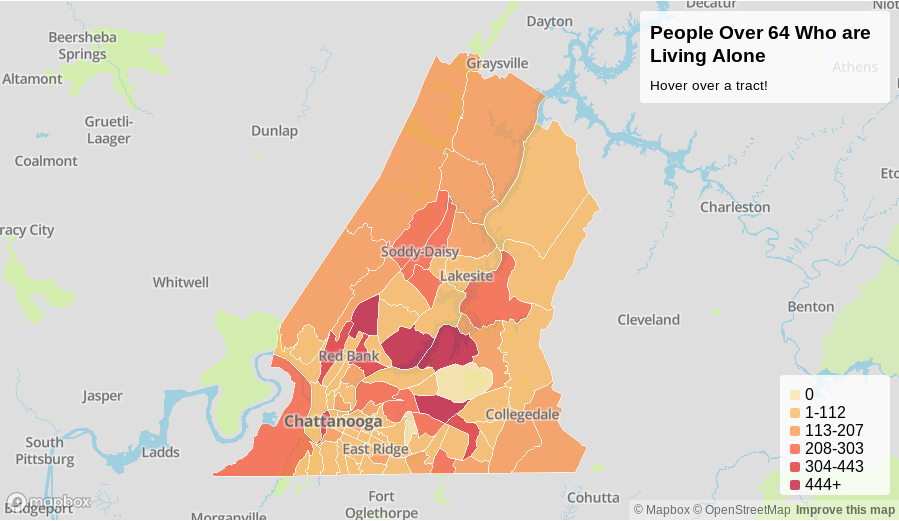 Decatur
Niot
Dayton
People Over 64 Who are
Living Alone
Beersheba
Springs
Graysville
Athens
Altamont
Hover over a tract!
Gruetli-
Laager
Dunlap
Coalmont
Etc
Charleston
racy City
Soddy-Daisy
Lakesite
Whitwell
Benton
Cleveland
Red Bank
Jasper
0
1-112
Collegedale
Chattanooga
113-207
South
Pittsburg
Ladds
East Ridge
208-303
304-443
444+
Fort
Oglethorpe
Cohutta
mapbox
Bridgeport
Morganville
© Mapbox © OpenStreetMap Improve this map